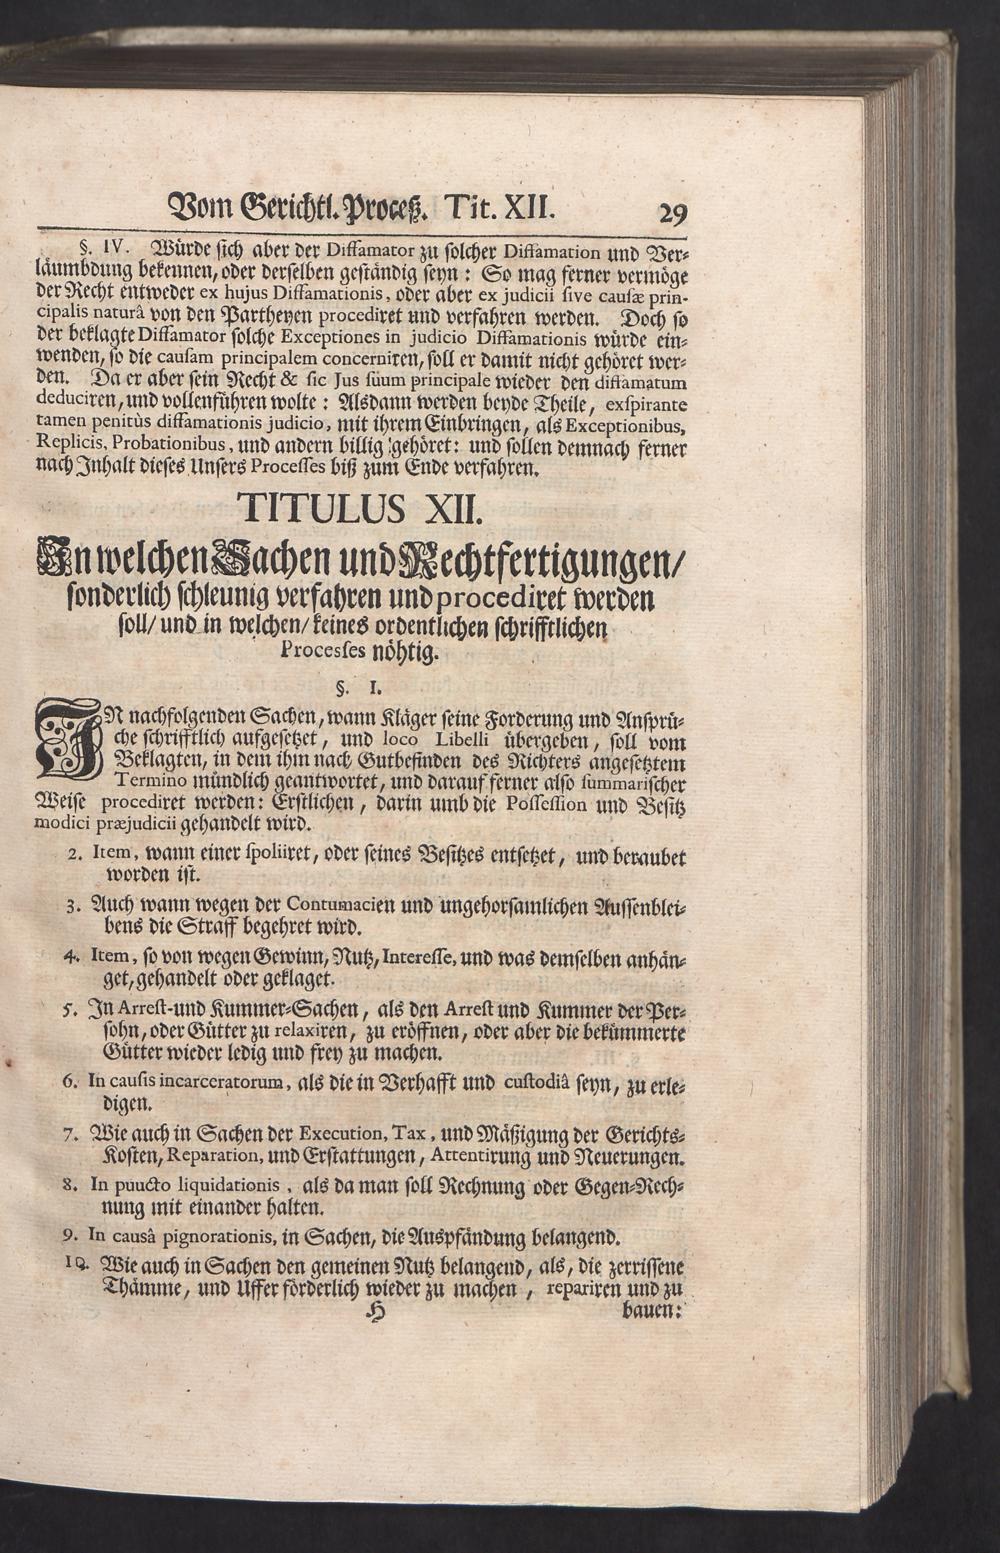 Vom Gerichtl. Proceß. Tit. XII. 29
§. IV. Würde sich aber der Diffamator zu solcher Diffamation und Ver-
läumbdung bekennen, oder derselben geständig seyn: So mag ferner vermöge
der Recht entweder ex hujus Diffamationis, oder aber ex judicii sive causæ prin-
cipalis naturâ von den Partheyen procediret und verfahren werden. Doch so
der beklagte Diffamator solche Exceptiones in judicio Diffamationis würde ein-
wenden, so die causam principalem concerniren, soll er damit nicht gehöret wer-
den. Da er aber sein Recht & sic Jus suum principale wieder den diffamatum
deduciren, und vollenführen wolte: Alsdann werden beyde Theile, exspirante
tamen penitùs diffamationis judicio, mit ihrem Einbringen, als Exceptionibus,
Replicis, Probationibus, und andern billig gehöret: und sollen demnach ferner
nach Inhalt dieses Unsers Processes biß zum Ende verfahren.
TITULUS XII.
In welchen Sachen und Rechtfertigungen/
sonderlich schleunig verfahren und procediret werden
soll/ und in welchen/ keines ordentlichen schrifftlichen
Processes nöhtig.
§. I.
IN nachfolgenden Sachen, wann Kläger seine Forderung und Ansprü-
che schrifftlich aufgesetzet, und loco Libelli übergeben, soll vom
Beklagten, in dem ihm nach Gutbefinden des Richters angesetztem
Termino mündlich geantwortet, und darauf ferner also summarischer
Weise procediret werden: Erstlichen, darin umb die Possession und Besitz
modici præjudicii gehandelt wird.
2. Item, wann einer spoliiret, oder seines Besitzes entsetzet, und beraubet
worden ist.
3. Auch wann wegen der Contumacien und ungehorsamlichen Aussenblei-
bens die Straff begehret wird.
4. Item, so von wegen Gewinn, Nutz, Interesse, und was demselben anhän-
get, gehandelt oder geklaget.
5. In Arrest-und Kummer-Sachen, als den Arrest und Kummer der Per-
sohn, oder Gütter zu relaxiren, zu eröffnen, oder aber die bekümmerte
Gütter wieder ledig und frey zu machen.
6. In causis incarceratorum, als die in Verhafft und custodiâ seyn, zu erle-
digen.
7. Wie auch in Sachen der Execution, Tax, und Mäßigung der Gerichts-
Kosten, Reparation, und Erstattungen, Attentirung und Neuerungen.
8. In puucto liquidationis, als da man soll Rechnung oder Gegen-Rech-
nung mit einander halten.
9. In causâ pignorationis, in Sachen, die Auspfändung belangend.
10. Wie auch in Sachen den gemeinen Nutz belangend, als, die zerrissene
Thämme, und Uffer förderlich wieder zu machen, repariren und zu
H bauen: